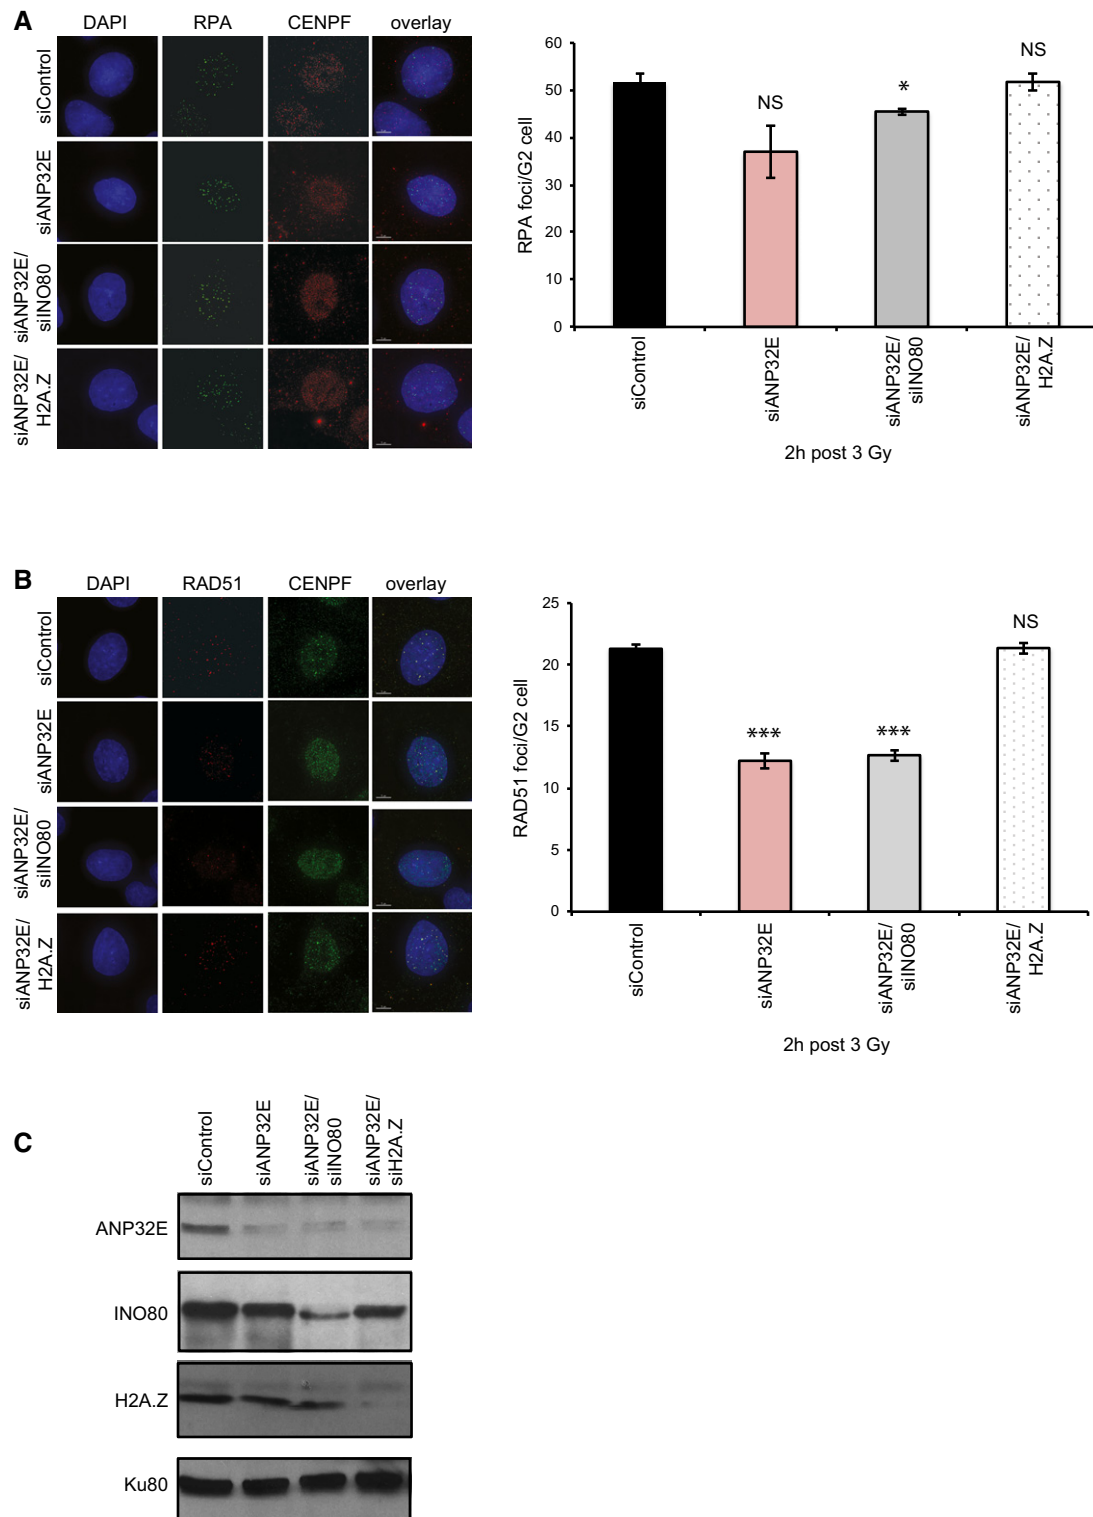 A
DAPI RPA CENPF overlay
siControl
siANP32E
siANP32E/
siINO80
siANP32E/
H2A.Z
RPA foci/G2 cell
60
50
40
30
20
10
0
NS
*
NS
siControl
siANP32E
siANP32E/
siINO80
siANP32E/
H2A.Z
2h post 3 Gy
B
DAPI RAD51 CENPF overlay
siControl
siANP32E
siANP32E/
siINO80
siANP32E/
H2A.Z
RAD51 foci/G2 cell
25
20
15
10
5
0
***
***
NS
siControl
siANP32E
siANP32E/
siINO80
siANP32E/
H2A.Z
2h post 3 Gy
C
siControl
siANP32E
siANP32E/
siINO80
siANP32E/
siH2A.Z
ANP32E
INO80
H2A.Z
Ku80